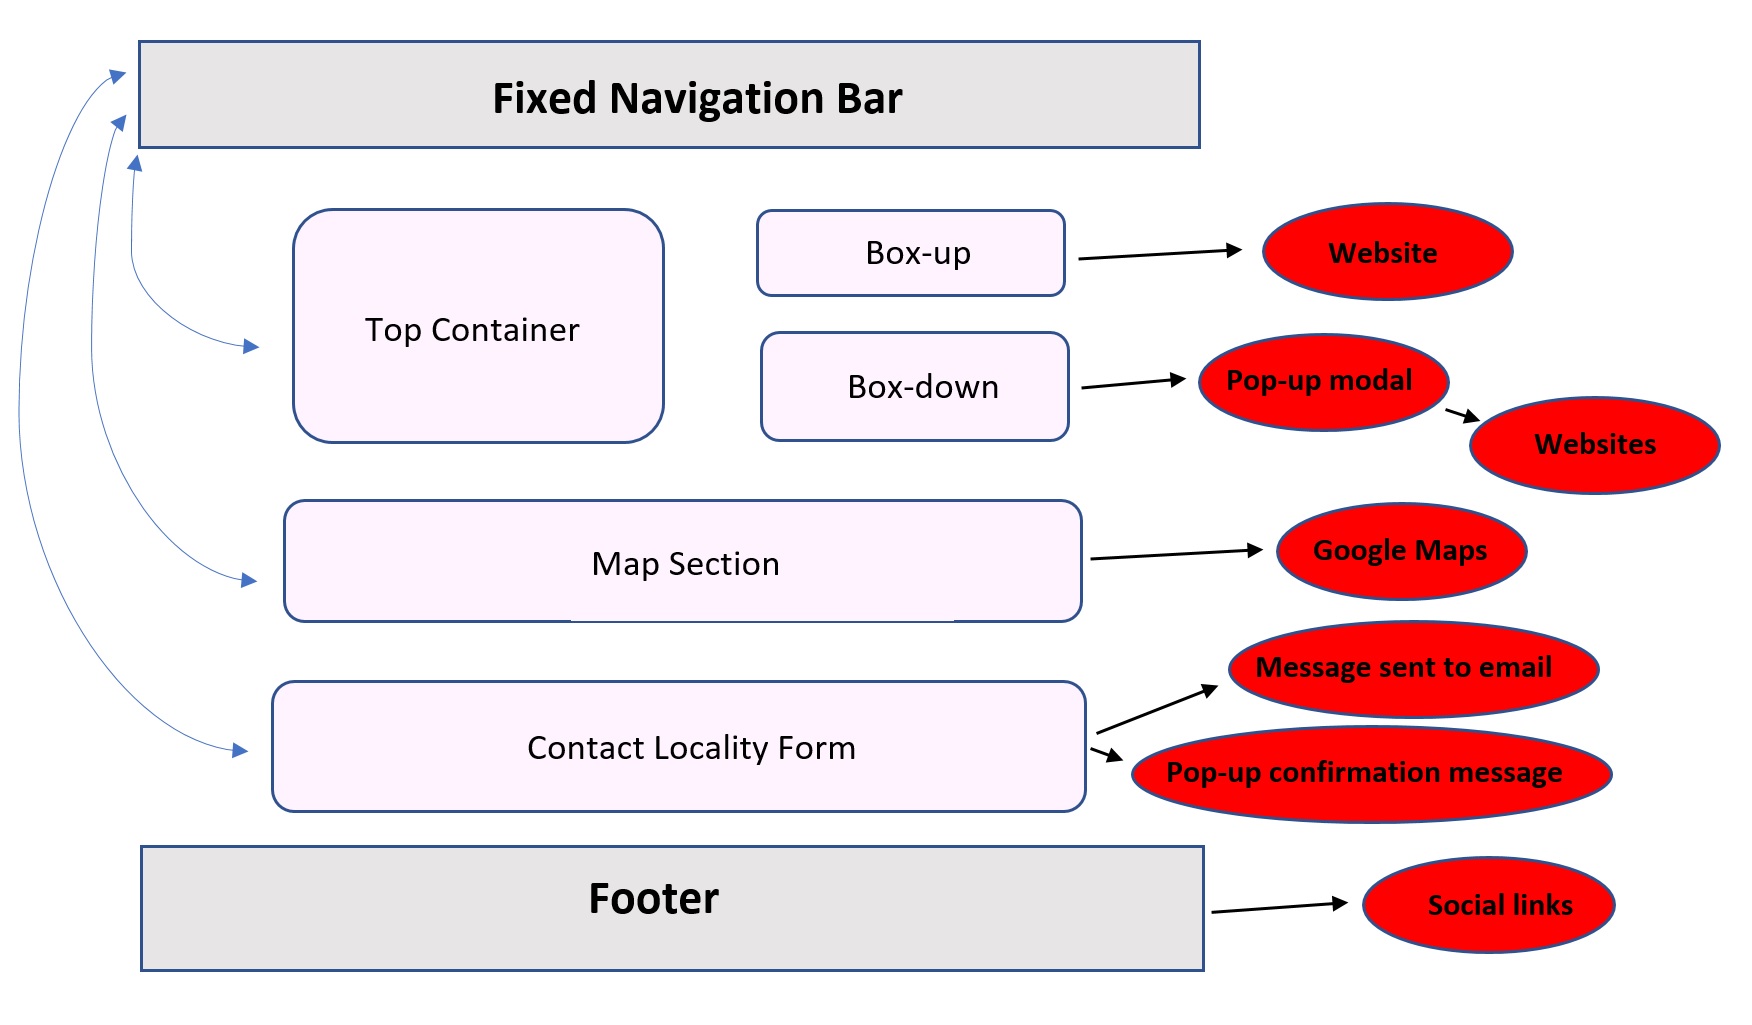 Fixed Navigation Bar
Top Container
Box-up
Website
Box-down
Pop-up modal
Websites
Map Section
Google Maps
Contact Locality Form
Message sent to email
Pop-up confirmation message
Footer
Social links